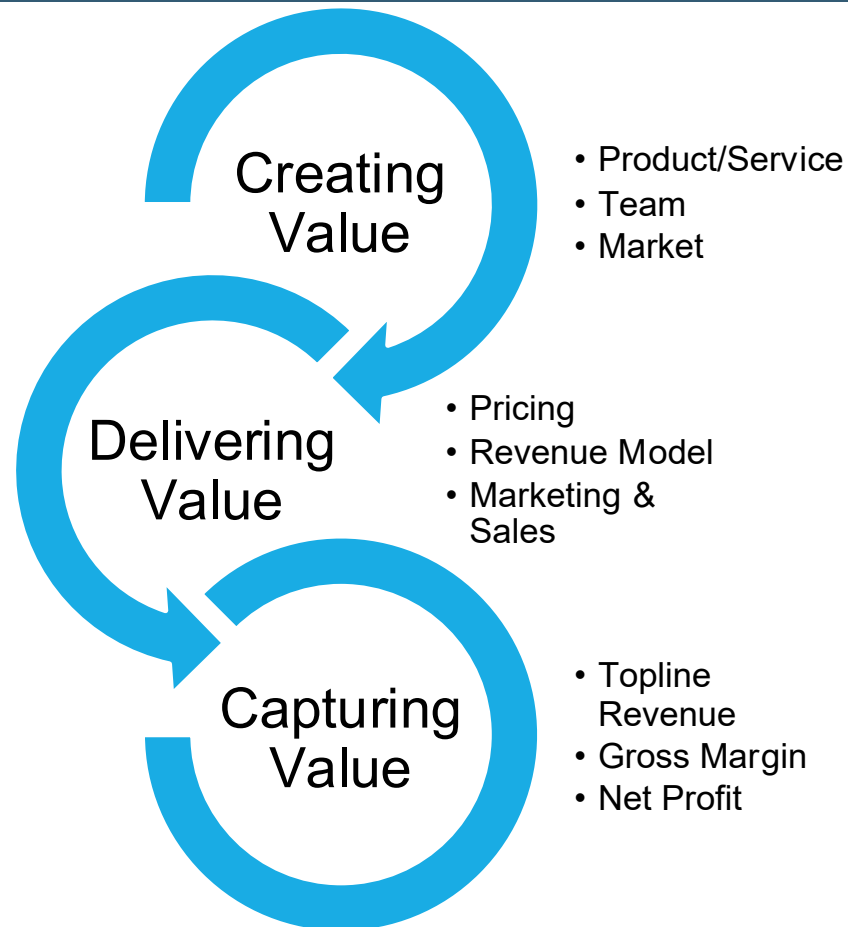 Creating
Value
• Product/Service
• Team
• Market
Delivering
Value
• Pricing
• Revenue Model
• Marketing &
Sales
Capturing
Value
• Topline
Revenue
• Gross Margin
• Net Profit